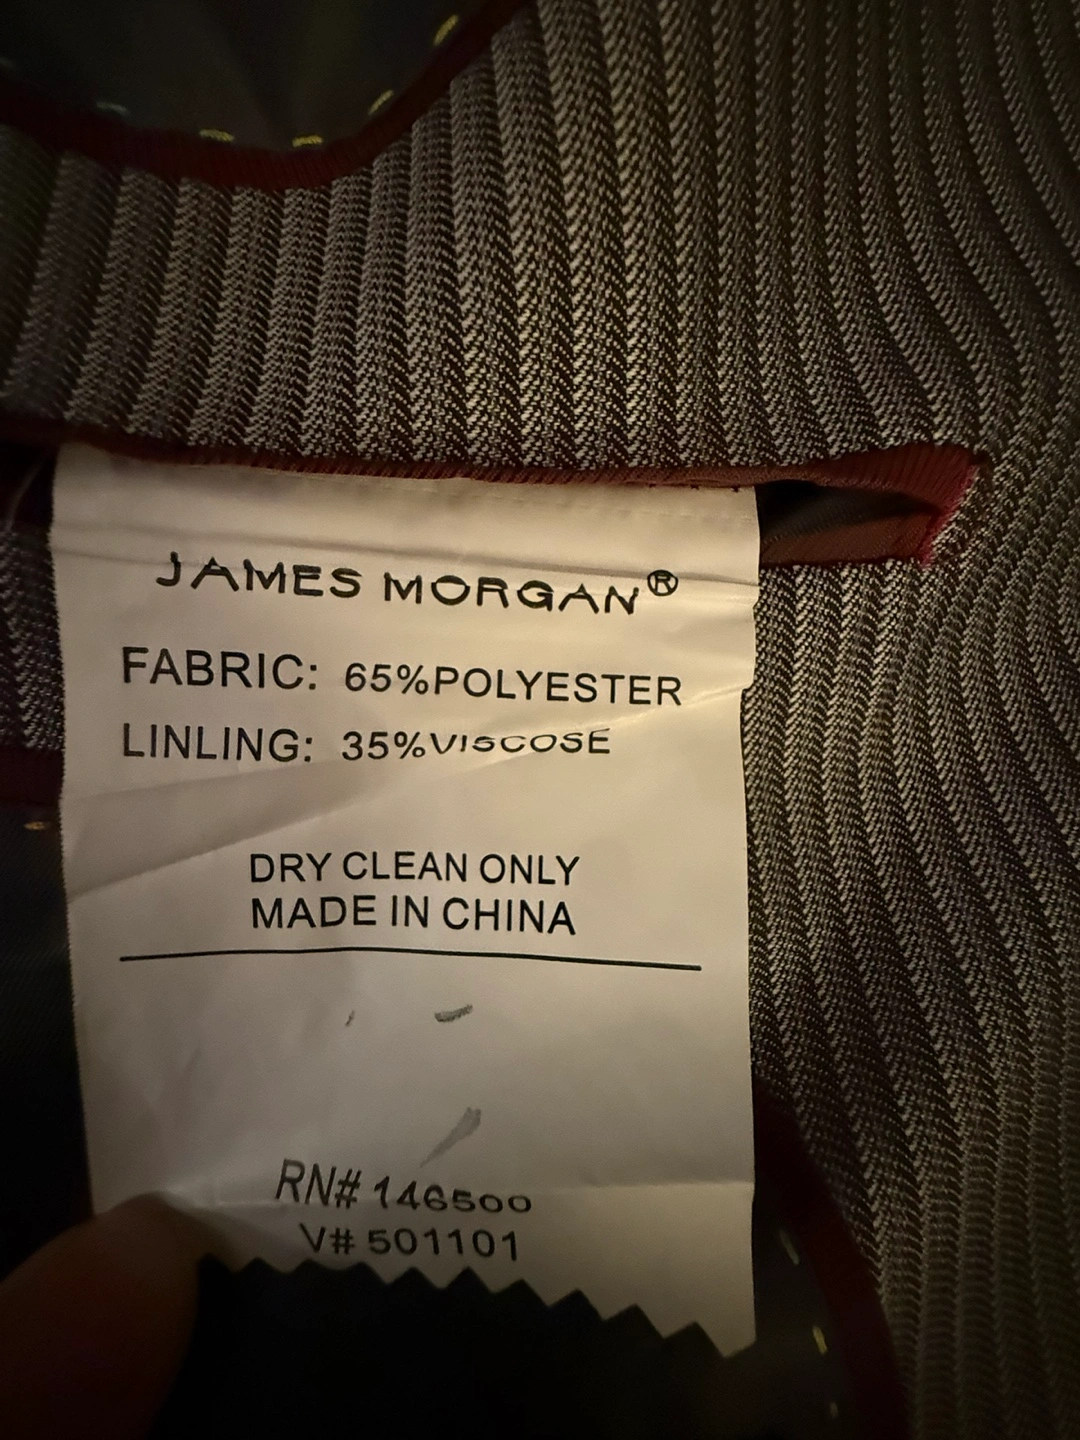 JAMES MORGAN®
FABRIC: 65%POLYESTER
LINLING: 35%VISCOSE
DRY CLEAN ONLY
MADE IN CHINA
RN# 146500
V# 501101